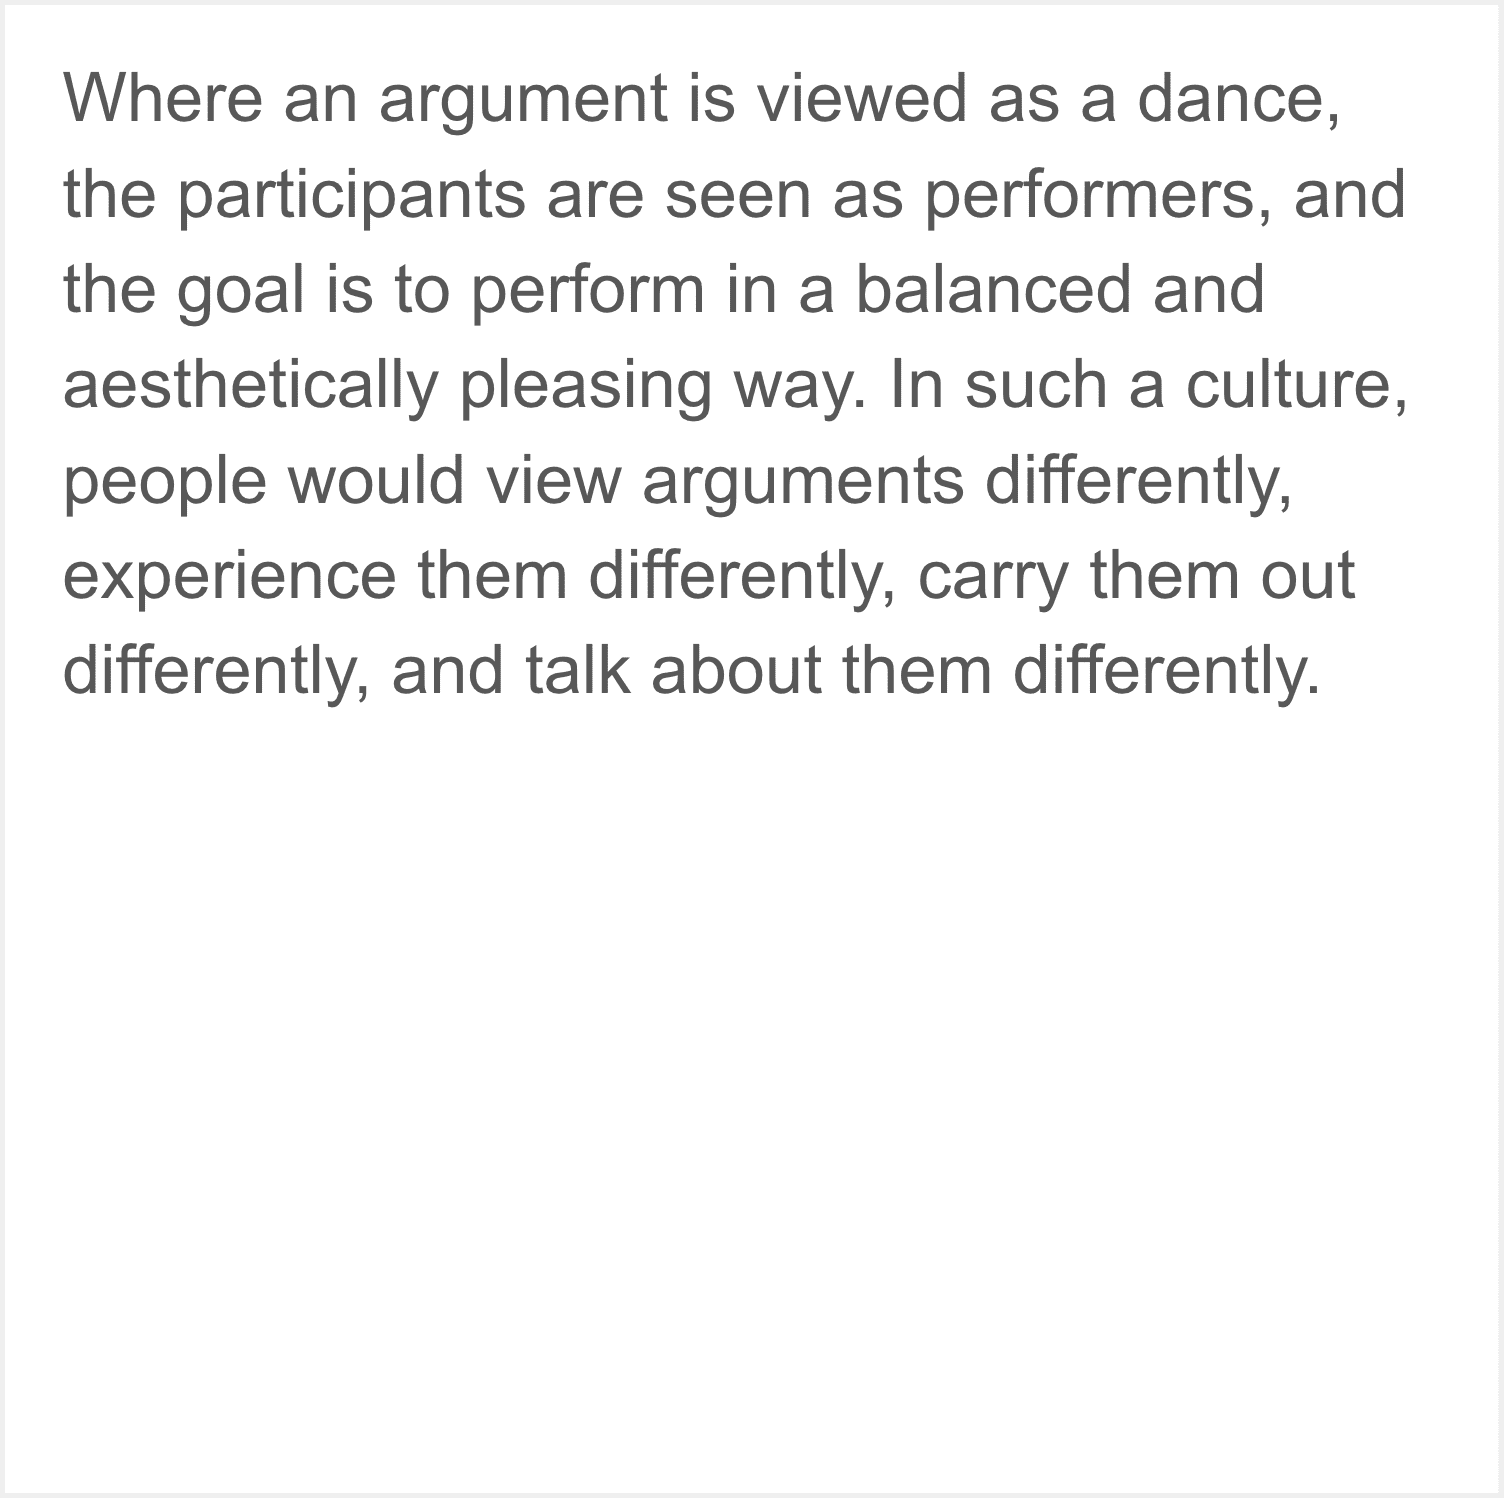 Where an argument is viewed as a dance,
the participants are seen as performers, and
the goal is to perform in a balanced and
aesthetically pleasing way. In such a culture,
people would view arguments differently,
experience them differently, carry them out
differently, and talk about them differently.